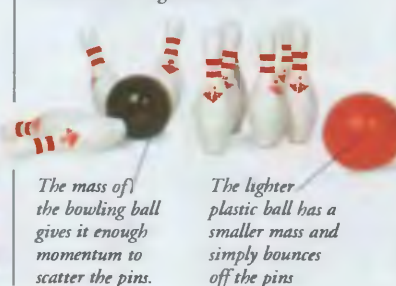 The mass of
the bowling ball
gives it enough
momentum to
scatter the pins.
The lighter
plastic ball has a
smaller mass and
simply bounces
off the pins